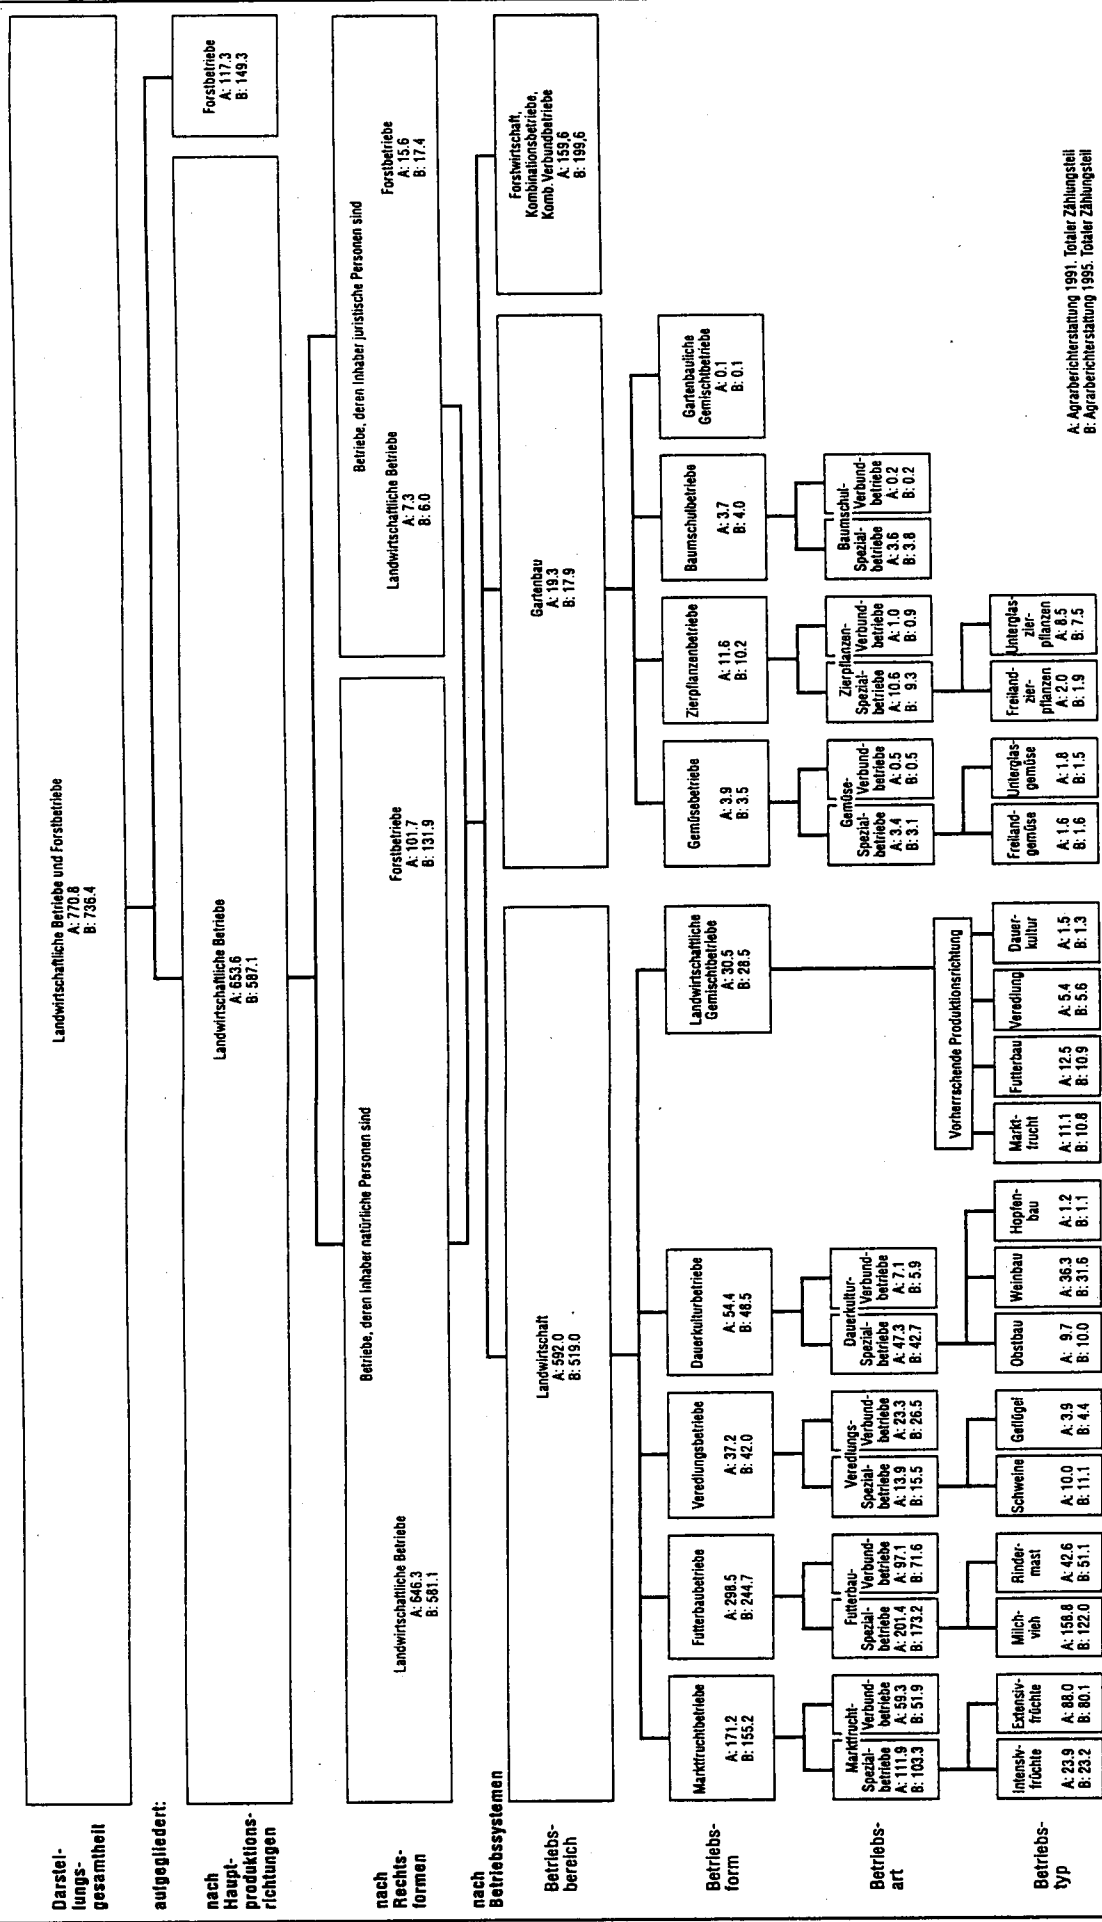 Darstel-
lungs-
gesamtheit
Landwirtschaftliche Betriebe und Forstbetriebe
A: 770.8
B: 736.4
aufgegliedert:
nach
Haupt-
produktions-
richtungen
Landwirtschaftliche Betriebe
A: 653.6
B: 587.1
Forstbetriebe
A: 117.3
B: 149.3
nach
Rechts-
formen
Betriebe, deren Inhaber natürliche Personen sind
Landwirtschaftliche Betriebe
A: 646.3
B: 581.1
Forstbetriebe
A: 101.7
B: 131.9
Betriebe, deren Inhaber juristische Personen sind
Landwirtschaftliche Betriebe
A: 7.3
B: 6.0
Forstbetriebe
A: 15.6
B: 17.4
nach
Betriebssystemen
Betriebs-
bereich
Landwirtschaft
A: 592.0
B: 519.0
Gartenbau
A: 19.3
B: 17.9
Forstwirtschaft,
Kombinationsbetriebe,
Komb.Verbundbetriebe
A: 159,6
B: 199,6
Betriebs-
form
Marktfruchtbetriebe
A: 171.2
B: 155.2
Futterbaubetriebe
A: 298.5
B: 244.7
Veredlungsbetriebe
A: 37.2
B: 42.0
Dauerkulturbetriebe
A: 54.4
B: 48.5
Landwirtschaftliche
Gemischtbetriebe
A: 30.5
B: 28.5
Gemüsebetriebe
A: 3.9
B: 3.5
Zierpflanzenbetriebe
A: 11.6
B: 10.2
Baumschulbetriebe
A: 3.7
B: 4.0
Gartenbauliche
Gemischtbetriebe
A: 0.1
B: 0.1
Betriebs-
art
Marktfrucht-
Spezial-
betriebe
A: 111.9
B: 103.3
Verbund-
betriebe
A: 59.3
B: 51.9
Futterbau-
Spezial-
betriebe
A: 201.4
B: 173.2
Verbund-
betriebe
A: 97.1
B: 71.6
Veredlungs-
Spezial-
betriebe
A: 13.9
B: 15.5
Verbund-
betriebe
A: 23.3
B: 26.5
Dauerkultur-
Spezial-
betriebe
A: 47.3
B: 42.7
Verbund-
betriebe
A: 7.1
B: 5.9
Vorherrschende Produktionsrichtung
Gemüse-
Spezial-
betriebe
A: 3.4
B: 3.1
Verbund-
betriebe
A: 0.5
B: 0.5
Zierpflanzen-
Spezial-
betriebe
A: 10.6
B: 9.3
Verbund-
betriebe
A: 1.0
B: 0.9
Baumschul-
Spezial-
betriebe
A: 3.6
B: 3.8
Verbund-
betriebe
A: 0.2
B: 0.2
Betriebs-
typ
Intensiv-
früchte
A: 23.9
B: 23.2
Extensiv-
früchte
A: 88.0
B: 80.1
Milch-
vieh
A: 158.8
B: 122.0
Rinder-
mast
A: 42.6
B: 51.1
Schweine
A: 10.0
B: 11.1
Geflügel
A: 3.9
B: 4.4
Obstbau
A: 9.7
B: 10.0
Weinbau
A: 36.3
B: 31.6
Hopfen-
bau
A: 1.2
B: 1.1
Markt-
frucht
A: 11.1
B: 10.8
Futterbau
A: 12.5
B: 10.9
Veredlung
A: 5.4
B: 5.6
Dauer-
kultur
A: 1.5
B: 1.3
Freiland-
gemüse
A: 1.6
B: 1.6
Unterglas-
gemüse
A: 1.8
B: 1.5
Freiland-
zier-
pflanzen
A: 2.0
B: 1.9
Unterglas-
zier-
pflanzen
A: 8.5
B: 7.5
A: Agrarberichterstattung 1991. Totaler Zählungsteil
B: Agrarberichterstattung 1995. Totaler Zählungsteil